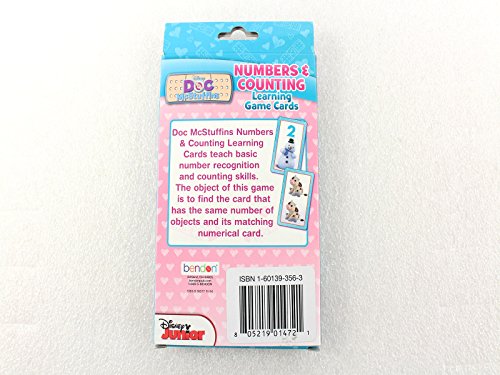 Disney
DOC
McStuffins
NUMBERS &
COUNTING
Learning
Game Cards
Doc McStuffins Numbers
& Counting Learning
Cards teach basic
number recognition
and counting skills.
The object of this game
is to find the card that
has the same number of
objects and its matching
numerical card.
2
bendon
ISBN 1-60139-356-3
8 05219 01472 1
Disney
Junior